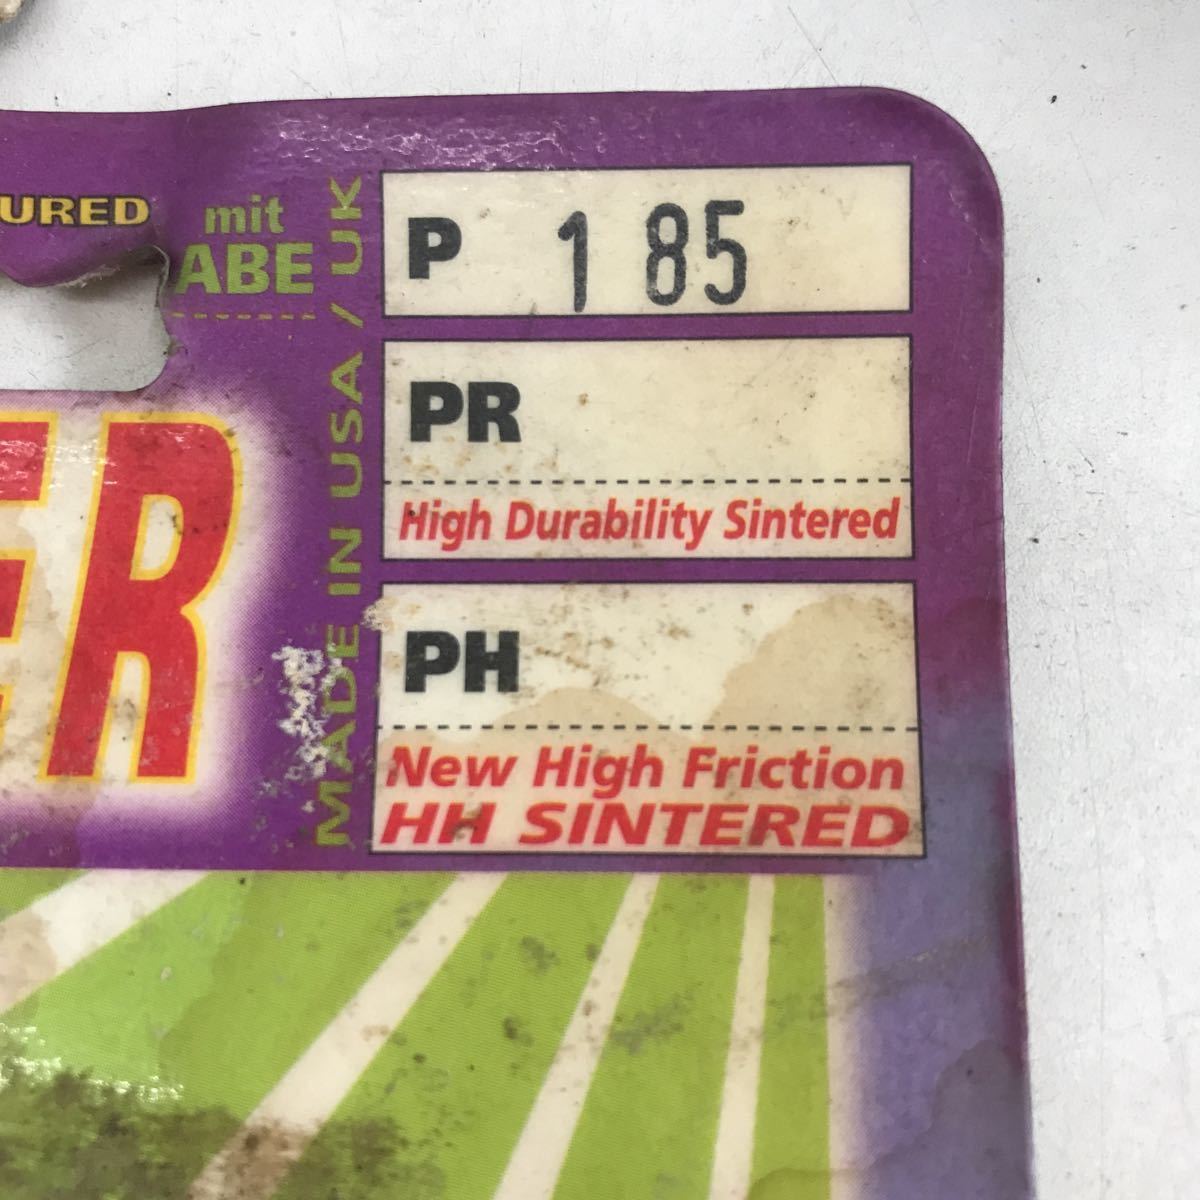 URED
mit
ABE
MADE IN USA / UK
P 185
PR
High Durability Sintered
PH
New High Friction
HH SINTERED
ER